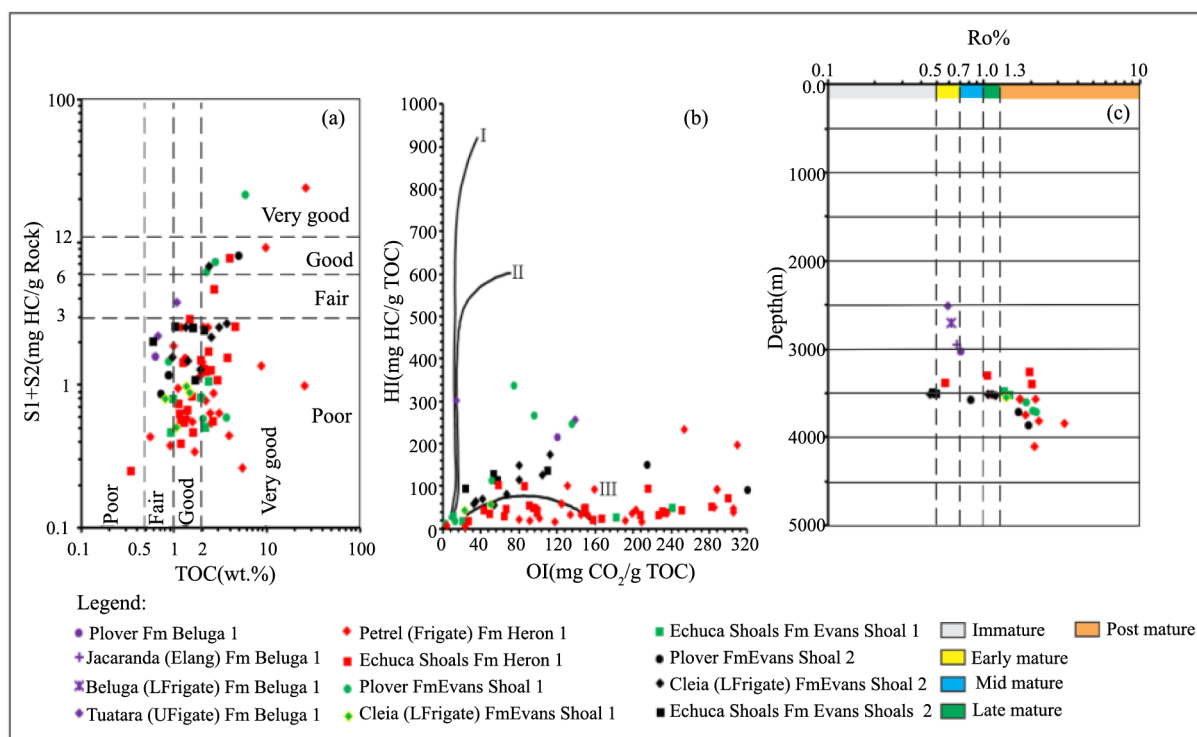 (a)
100
12
6
3
1
0.1
S1+S2(mg HC/g Rock)
Very good
Good
Fair
Poor
Poor
Fair
Good
Very good
0.1
0.5
1
2
10
100
TOC(wt.%)
(b)
1000
900
800
700
600
500
400
300
200
100
0
HI(mg HC/g TOC)
I
II
III
0
40
80
120
160
200
240
280
320
OI(mg CO2/g TOC)
Ro%
0.1
0.5
0.7
1.0
1.3
10
(c)
0.0
1000
2000
3000
4000
5000
Depth(m)
Legend:
Plover Fm Beluga 1
Jacaranda (Elang) Fm Beluga 1
Beluga (LFrigate) Fm Beluga 1
Tuatara (UFigate) Fm Beluga 1
Petrel (Frigate) Fm Heron 1
Echuca Shoals Fm Heron 1
Plover FmEvans Shoal 1
Cleia (LFrigate) FmEvans Shoal 1
Echuca Shoals Fm Evans Shoal 1
Plover FmEvans Shoal 2
Cleia (LFrigate) FmEvans Shoal 2
Echuca Shoals Fm Evans Shoals 2
Immature
Early mature
Mid mature
Late mature
Post mature